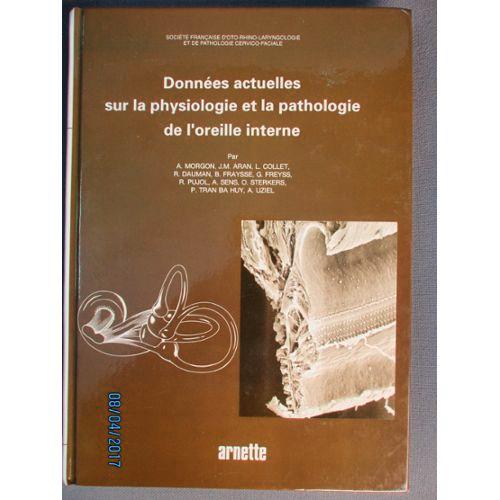 SOCIÉTÉ FRANÇAISE D'OTO-RHINO-LARYNGOLOGIE
ET DE PATHOLOGIE CERVICO-FACIALE
Données actuelles
sur la physiologie et la pathologie
de l'oreille interne
Par
A. MORGON, J.M. ARAN, L. COLLET,
R. DAUMAN, B. FRAYSSE, G. FREYSS,
R. PUJOL, A. SENS, O. STERKERS,
P. TRAN BA HUY, A. UZIEL
08/04/2017
arnette